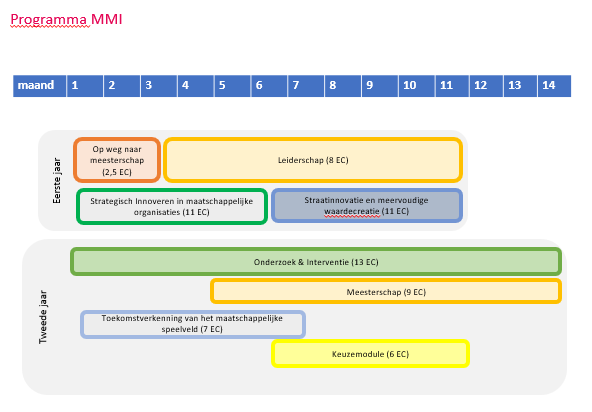 Programma MMI
maand 1 2 3 4 5 6 7 8 9 10 11 12 13 14
Eerste jaar
Op weg naar
meesterschap
(2,5 EC)
Leiderschap (8 EC)
Strategisch Innoveren in maatschappelijke
organisaties (11 EC)
Straatinnovatie en meervoudige
waardecreatie (11 EC)
Tweede jaar
Onderzoek & Interventie (13 EC)
Meesterschap (9 EC)
Toekomstverkenning van het maatschappelijke
speelveld (7 EC)
Keuzemodule (6 EC)